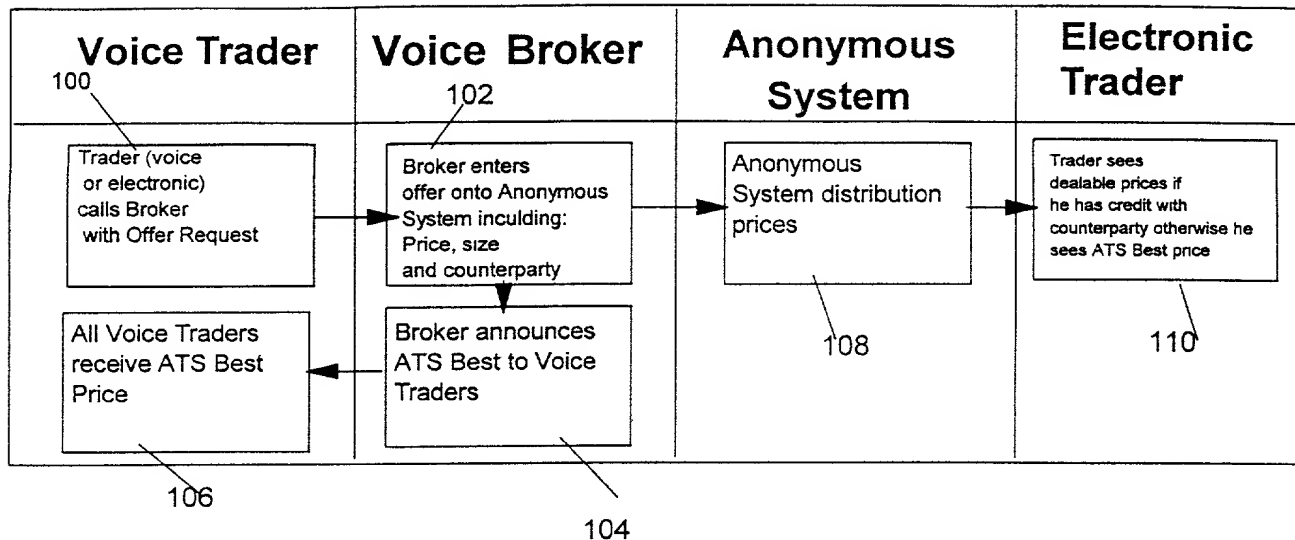 Voice Trader
Voice Broker
Anonymous
System
Electronic
Trader
100
102
Trader (voice
or electronic)
calls Broker
with Offer Request
Broker enters
offer onto Anonymous
System inculding:
Price, size
and counterparty
Anonymous
System distribution
prices
Trader sees
dealable prices if
he has credit with
counterparty otherwise he
sees ATS Best price
All Voice Traders
receive ATS Best
Price
Broker announces
ATS Best to Voice
Traders
108
110
106
104